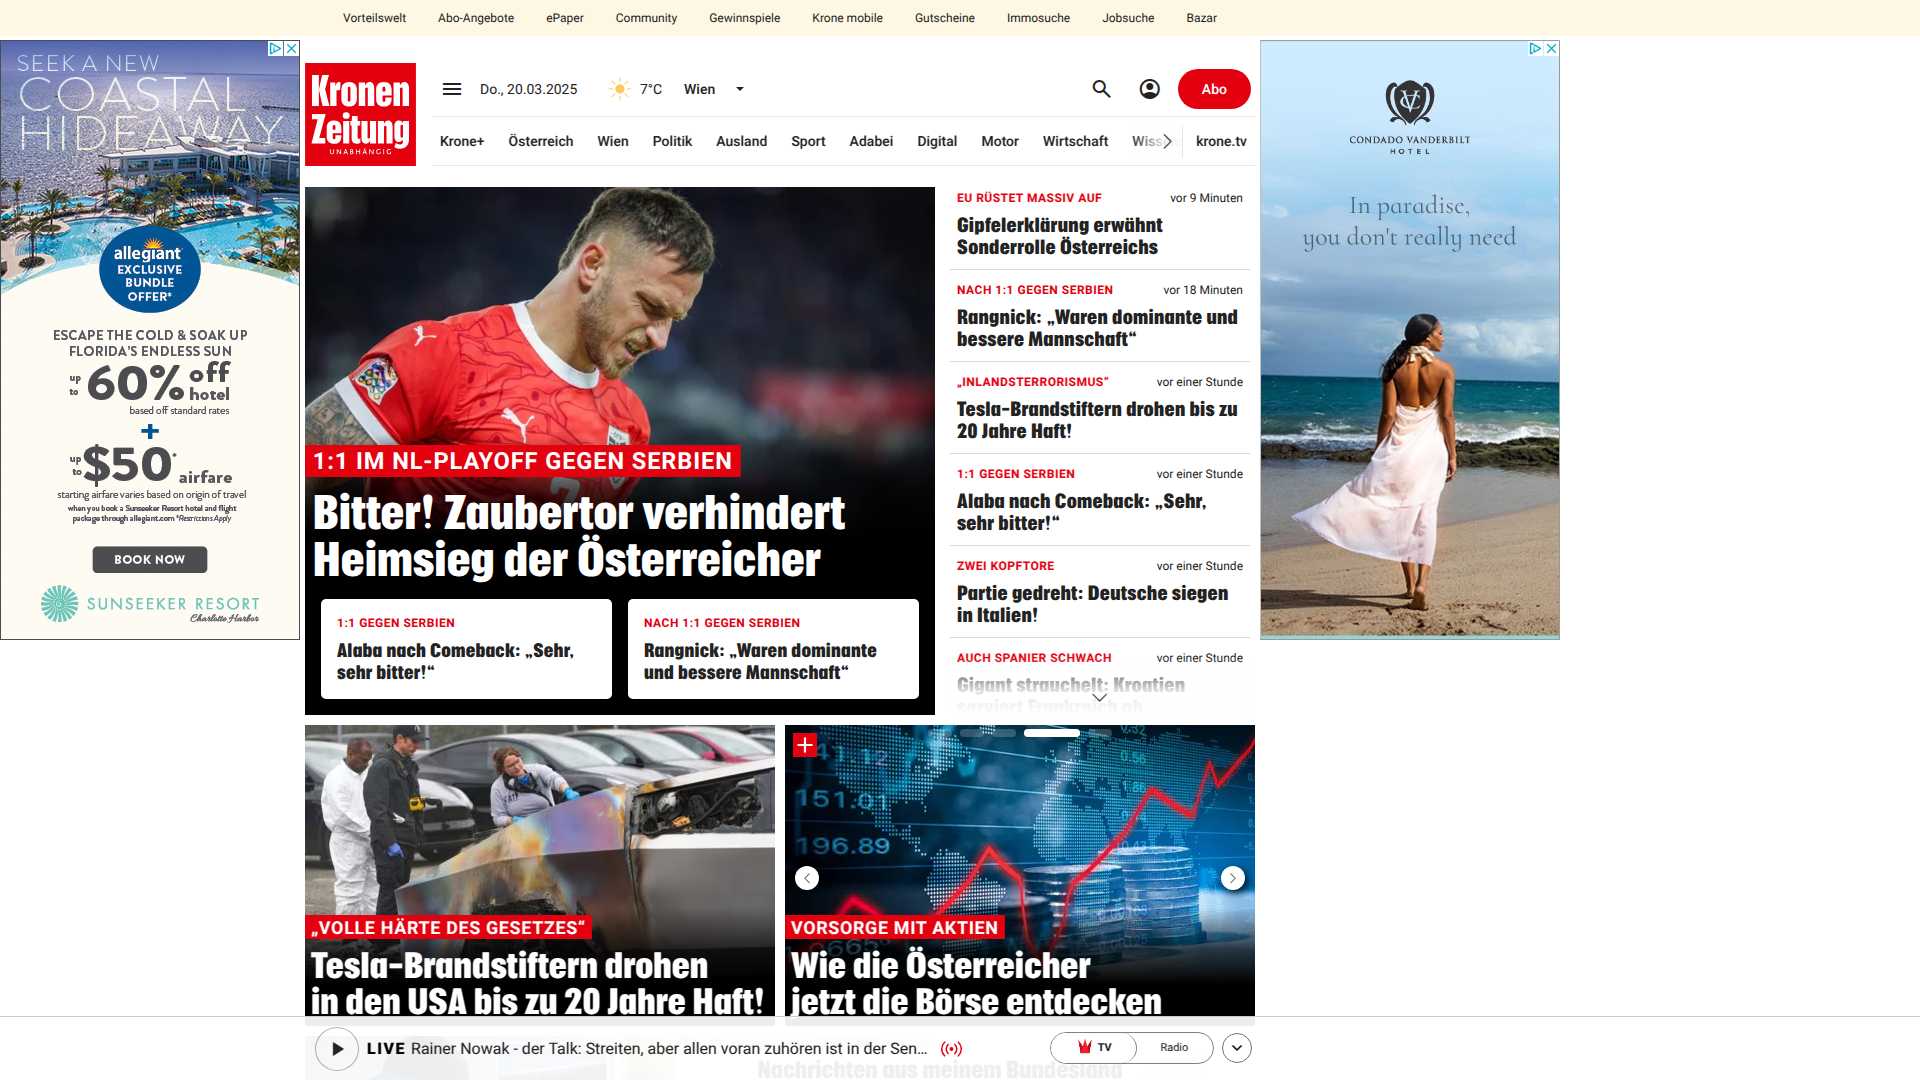 Vorteilswelt Abo-Angebote ePaper Community Gewinnspiele Krone mobile Gutscheine Immosuche Jobsuche Bazar
SEEK A NEW
COASTAL
HIDEAWAY
allegiant
EXCLUSIVE
BUNDLE
OFFER*
ESCAPE THE COLD & SOAK UP
FLORIDA'S ENDLESS SUN
up to 60% off hotel
based off standard rates
+
up to $50* airfare
starting airfare varies based on origin of travel
when you book a Sunseeker Resort hotel and flight
package through allegiant.com *Restrictions Apply
BOOK NOW
SUNSEEKER RESORT
Charlotte Harbor
Kronen
Zeitung
UNABHÄNGIG
Do., 20.03.2025 7°C Wien
Abo
Krone+ Österreich Wien Politik Ausland Sport Adabei Digital Motor Wirtschaft krone.tv
1:1 IM NL-PLAYOFF GEGEN SERBIEN
Bitter! Zaubertor verhindert
Heimsieg der Österreicher
1:1 GEGEN SERBIEN
Alaba nach Comeback: „Sehr,
sehr bitter!“
NACH 1:1 GEGEN SERBIEN
Rangnick: „Waren dominante
und bessere Mannschaft“
EU RÜSTET MASSIV AUF vor 9 Minuten
Gipfelerklärung erwähnt
Sonderrolle Österreichs
NACH 1:1 GEGEN SERBIEN vor 18 Minuten
Rangnick: „Waren dominante und
bessere Mannschaft“
„INLANDSTERRORISMUS“ vor einer Stunde
Tesla-Brandstiftern drohen bis zu
20 Jahre Haft!
1:1 GEGEN SERBIEN vor einer Stunde
Alaba nach Comeback: „Sehr,
sehr bitter!“
ZWEI KOPFTORE vor einer Stunde
Partie gedreht: Deutsche siegen
in Italien!
AUCH SPANIER SCHWACH vor einer Stunde
Gigant strauchelt: Kroatien
serviert Frankreich ab
CONDADO VANDERBILT
HOTEL
In paradise,
you don't really need
„VOLLE HÄRTE DES GESETZES“
Tesla-Brandstiftern drohen
in den USA bis zu 20 Jahre Haft!
151.01
196.89
VORSORGE MIT AKTIEN
Wie die Österreicher
jetzt die Börse entdecken
LIVE Rainer Nowak - der Talk: Streiten, aber allen voran zuhören ist in der Sen...
TV Radio
Nachrichten aus meinem Bundesland